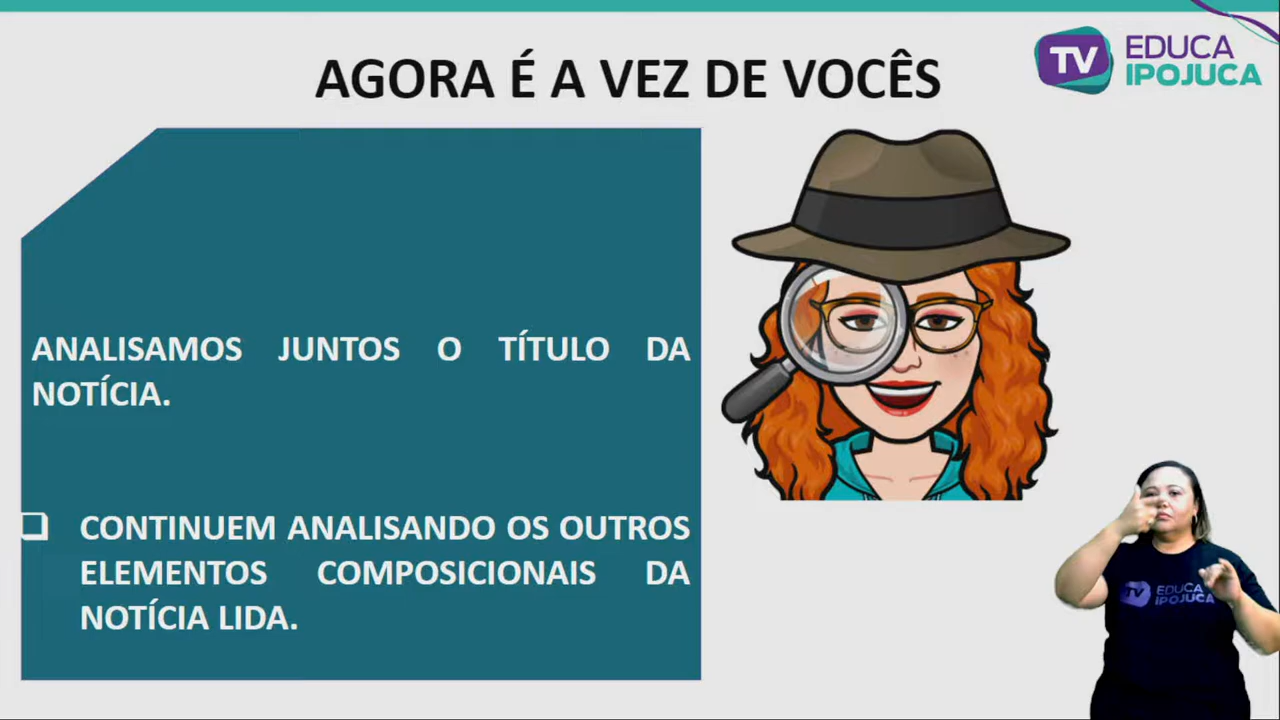 AGORA É A VEZ DE VOCÊS
TV EDUCA
IPOJUCA
ANALISAMOS JUNTOS O TÍTULO DA
NOTÍCIA.
❑ CONTINUEM ANALISANDO OS OUTROS
ELEMENTOS COMPOSICIONAIS DA
NOTÍCIA LIDA.
TV EDUCA
IPOJUCA